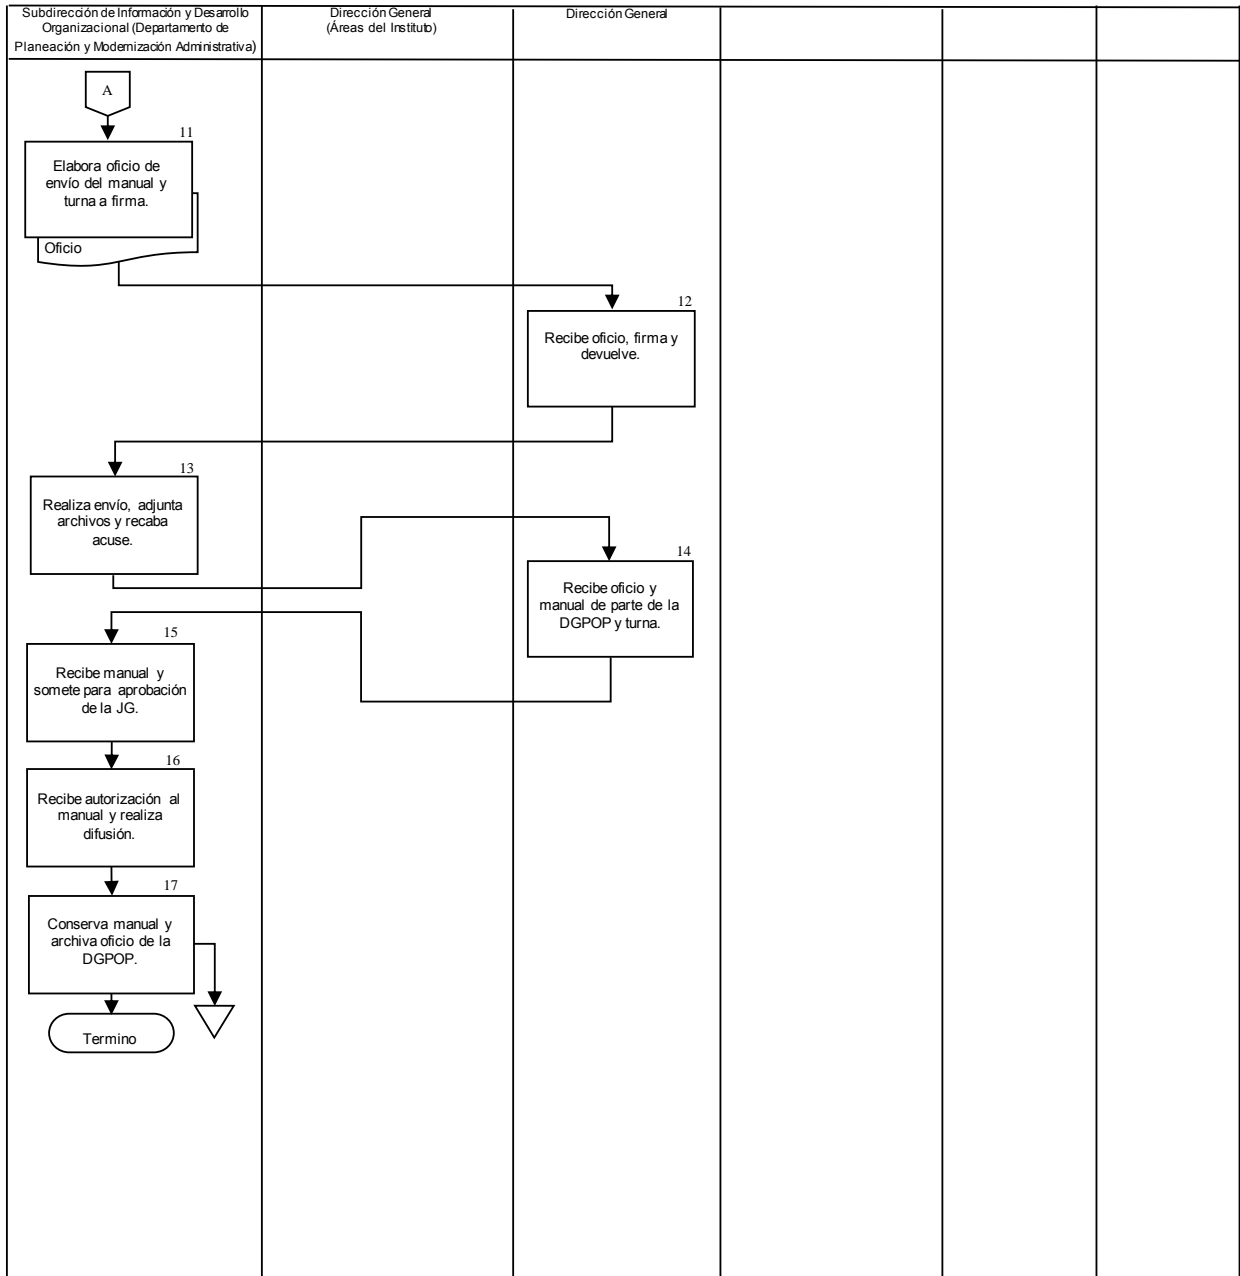 Subdirección de Información y Desarrollo
Organizacional (Departamento de
Planeación y Modernización Administrativa)
Dirección General
(Áreas del Instituto)
Dirección General
A
11
Elabora oficio de
envío del manual y
turna a firma.
Oficio
12
Recibe oficio, firma y
devuelve.
13
Realiza envío, adjunta
archivos y recaba
acuse.
14
Recibe oficio y
manual de parte de la
DGPOP y turna.
15
Recibe manual y
somete para aprobación
de la JG.
16
Recibe autorización al
manual y realiza
difusión.
17
Conserva manual y
archiva oficio de la
DGPOP.
Termino